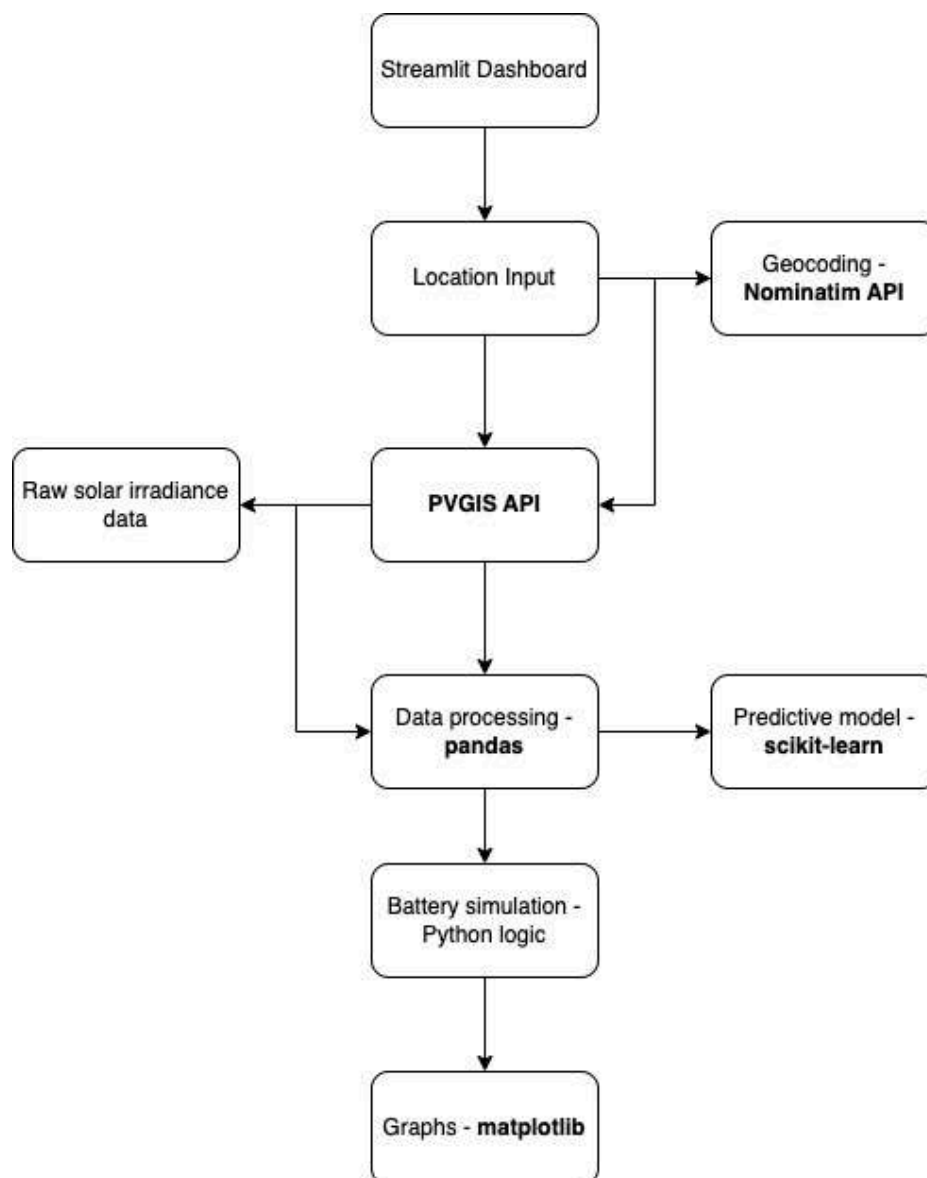 Streamlit Dashboard
Location Input
Geocoding -
Nominatim API
Raw solar irradiance
data
PVGIS API
Data processing -
pandas
Predictive model -
scikit-learn
Battery simulation -
Python logic
Graphs - matplotlib